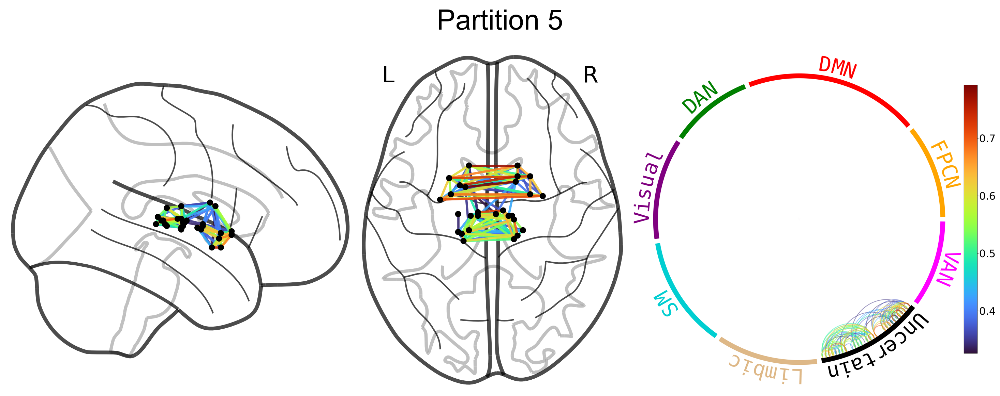 Partition 5
L
R
DMN
DAN
FPCN
Visual
VAN
SM
Uncertain
Limbic
0.7
0.6
0.5
0.4